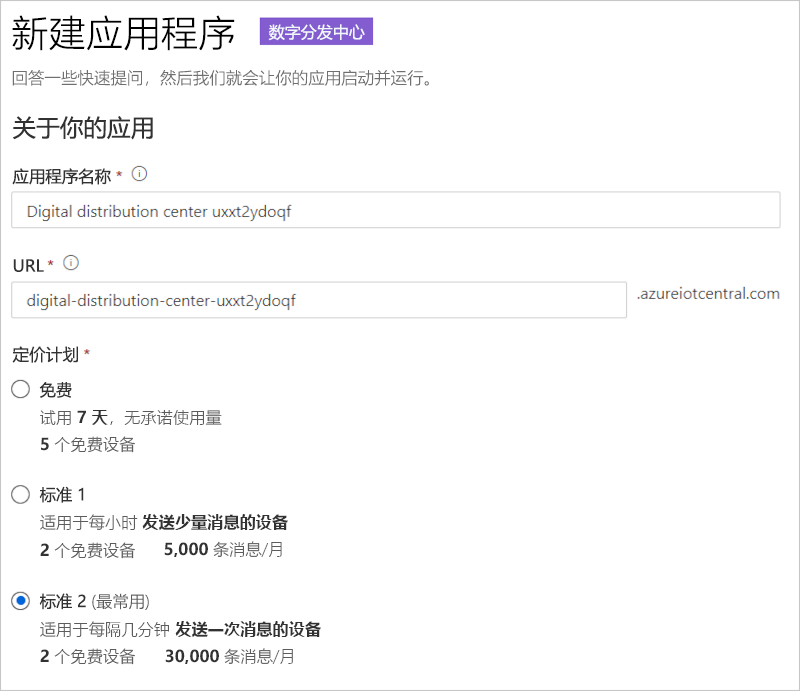 新建应用程序 数字分发中心
回答一些快速提问，然后我们就会让你的应用启动并运行。
关于你的应用
应用程序名称 *
Digital distribution center uxxt2ydoqf
URL *
digital-distribution-center-uxxt2ydoqf .azureiotcentral.com
定价计划 *
免费
试用 7 天，无承诺使用量
5 个免费设备
标准 1
适用于每小时 发送少量消息的设备
2 个免费设备 5,000 条消息/月
标准 2 (最常用)
适用于每隔几分钟 发送一次消息的设备
2 个免费设备 30,000 条消息/月